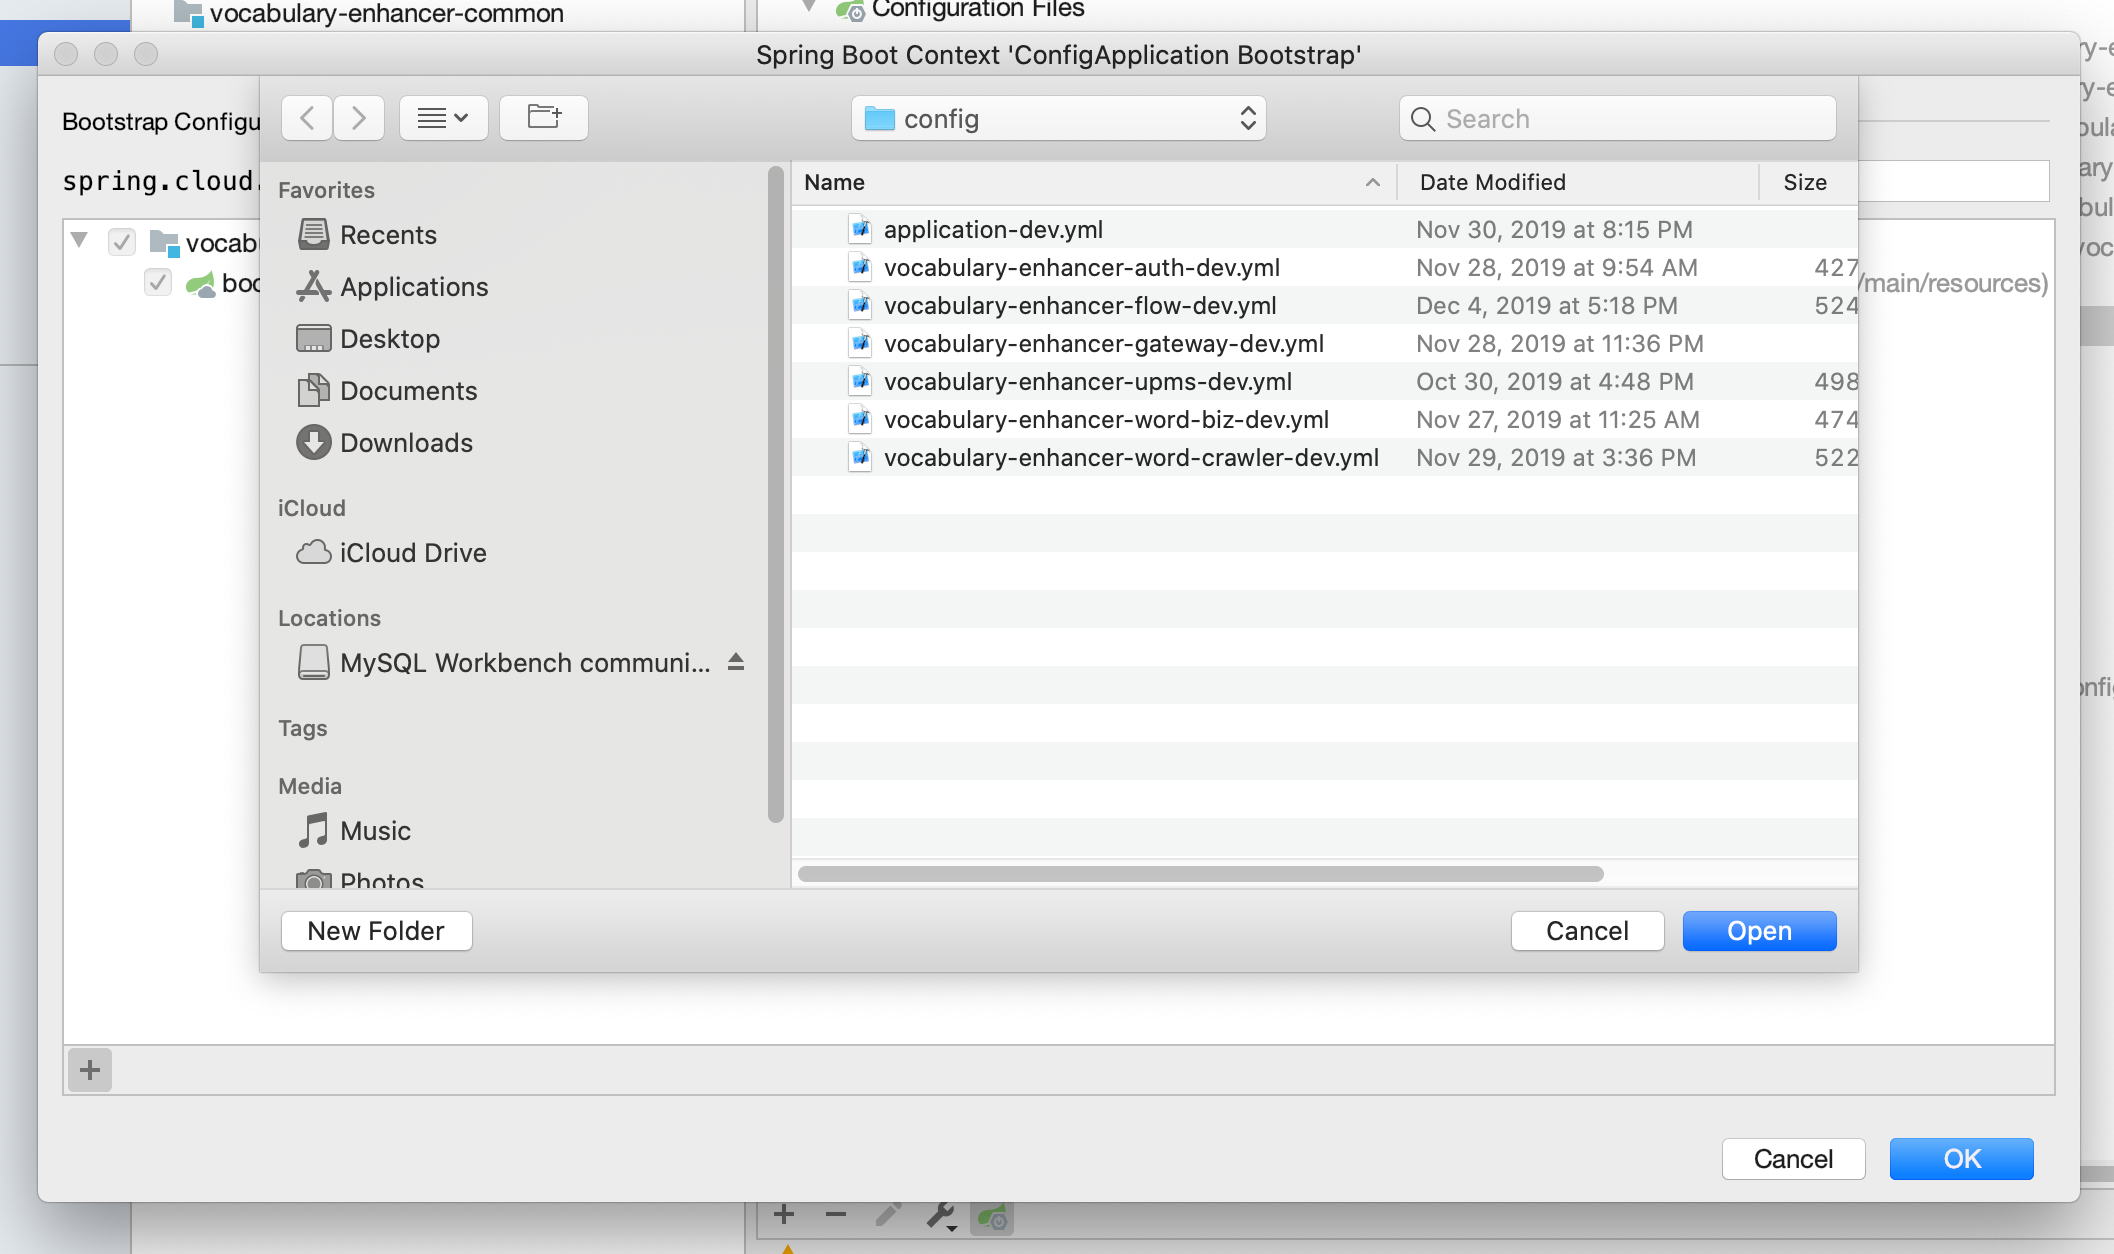 vocabulary-enhancer-common
Configuration Files
Spring Boot Context 'ConfigApplication Bootstrap'
Bootstrap Configu
spring.cloud.
vocab
boo
/main/resources)
config
Search
Favorites
Recents
Applications
Desktop
Documents
Downloads
iCloud
iCloud Drive
Locations
MySQL Workbench communi...
Tags
Media
Music
Photos
Name Date Modified Size
application-dev.yml Nov 30, 2019 at 8:15 PM
vocabulary-enhancer-auth-dev.yml Nov 28, 2019 at 9:54 AM 427
vocabulary-enhancer-flow-dev.yml Dec 4, 2019 at 5:18 PM 524
vocabulary-enhancer-gateway-dev.yml Nov 28, 2019 at 11:36 PM
vocabulary-enhancer-upms-dev.yml Oct 30, 2019 at 4:48 PM 498
vocabulary-enhancer-word-biz-dev.yml Nov 27, 2019 at 11:25 AM 474
vocabulary-enhancer-word-crawler-dev.yml Nov 29, 2019 at 3:36 PM 522
New Folder
Cancel
Open
Cancel
OK